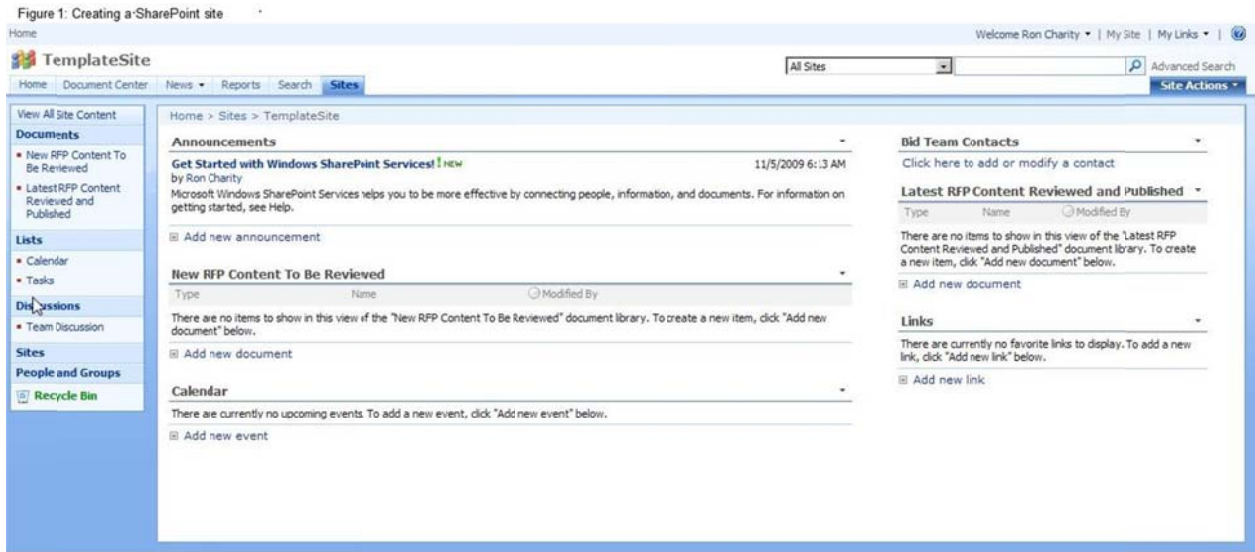 Figure 1: Creating a SharePoint site
Home
Welcome Ron Charity | My Site | My Links |
TemplateSite
All Sites
Advanced Search
Home Document Center News Reports Search Sites
Site Actions
View All Site Content
Documents
New RFP Content To
Be Reviewed
Latest RFP Content
Reviewed and
Published
Lists
Calendar
Tasks
Discussions
Team Discussion
Sites
People and Groups
Recycle Bin
Home > Sites > TemplateSite
Announcements
Get Started with Windows SharePoint Services! NEW
11/5/2009 AM
by Ron Charity
Microsoft Windows SharePoint Services helps you to be more effective by connecting people, information, and documents. For information on
getting started, see Help.
Add new announcement
New RFP Content To Be Reviewed
Type Name Modified By
There are no items to show in this view of the "New RFP Content To Be Reviewed" document library. To create a new item, click "Add new
document" below.
Add new document
Calendar
There are currently no upcoming events. To add a new event, click "Add new event" below.
Add new event
Bid Team Contacts
Click here to add or modify a contact
Latest RFP Content Reviewed and Published
Type Name Modified By
There are no items to show in this view of the "Latest RFP
Content Reviewed and Published" document library. To create
a new item, click "Add new document" below.
Add new document
Links
There are currently no favorite links to display. To add a new
link, click "Add new link" below.
Add new link